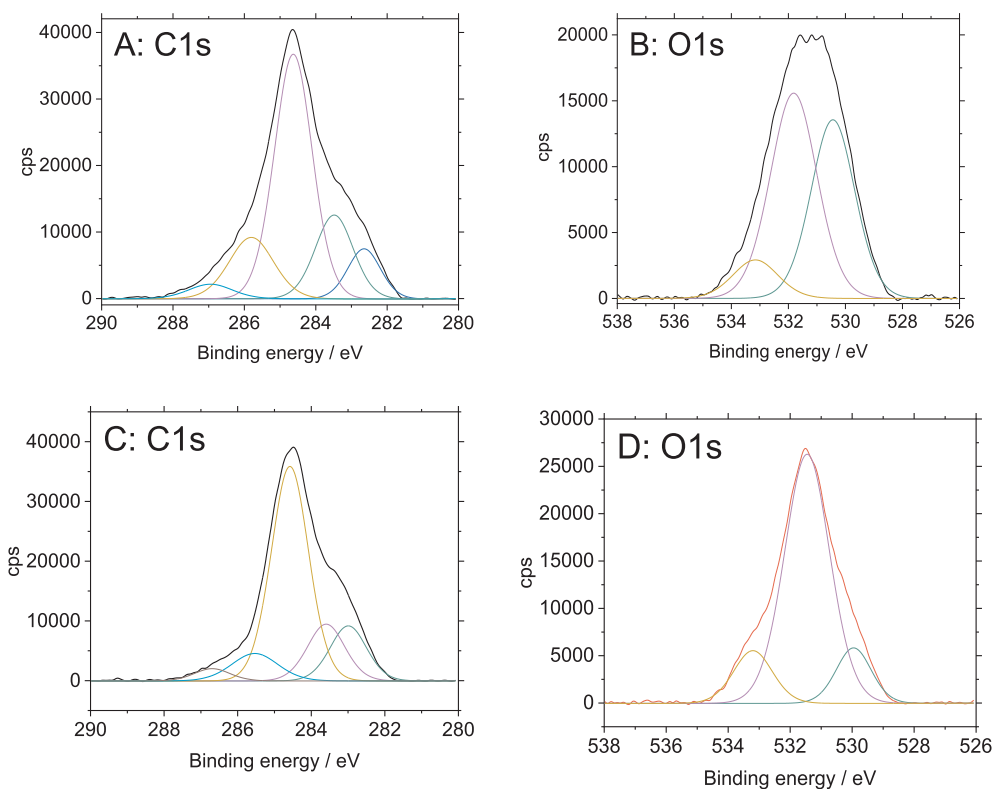 A: C1s
40000
30000
20000
10000
0
cps
290 288 286 284 282 280
Binding energy / eV
B: O1s
20000
15000
10000
5000
0
cps
538 536 534 532 530 528 526
Binding energy / eV
C: C1s
40000
30000
20000
10000
0
cps
290 288 286 284 282 280
Binding energy / eV
D: O1s
30000
25000
20000
15000
10000
5000
0
cps
538 536 534 532 530 528 526
Binding energy / eV